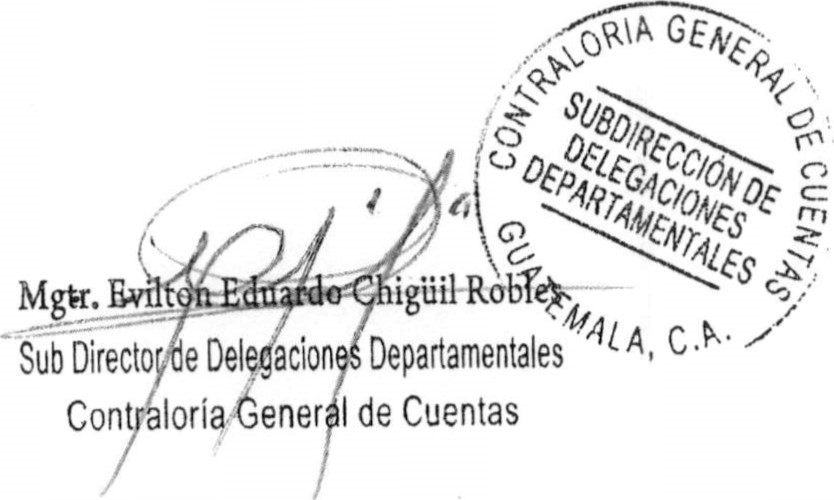 CONTRALORIA GENERAL DE CUENTAS
SUBDIRECCIÓN DE
DELEGACIONES
DEPARTAMENTALES
GUATEMALA, C.A.
Mgtr. Evilton Eduardo Chigüil Robles
Sub Director de Delegaciones Departamentales
Contraloría General de Cuentas